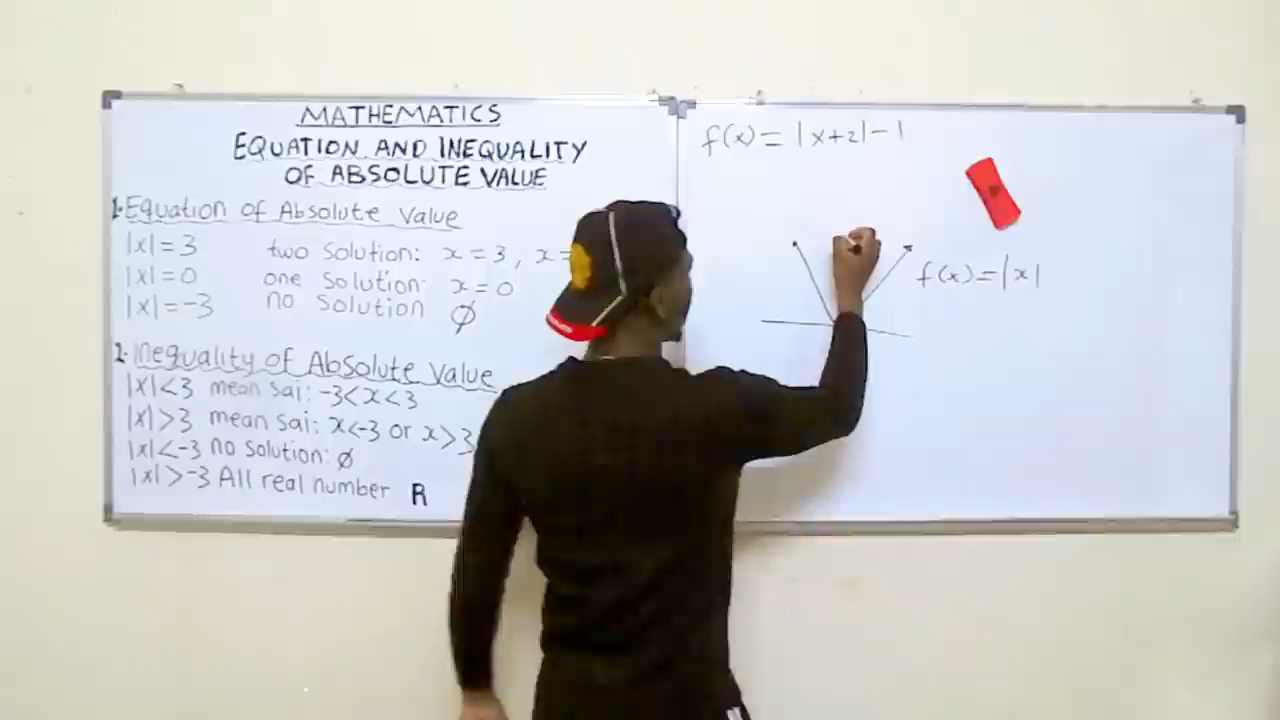 MATHEMATICS
EQUATION AND INEQUALITY
OF ABSOLUTE VALUE
1. Equation of Absolute Value
|x| = 3 two solution: x = 3, x =
|x| = 0 one solution: x = 0
|x| = -3 no solution ∅
2. Inequality of Absolute Value
|x| < 3 mean sai: -3 < x < 3
|x| > 3 mean sai: x < -3 or x > 3
|x| < -3 no solution: ∅
|x| > -3 All real number R
f(x) = |x+2| - 1
f(x) = |x|